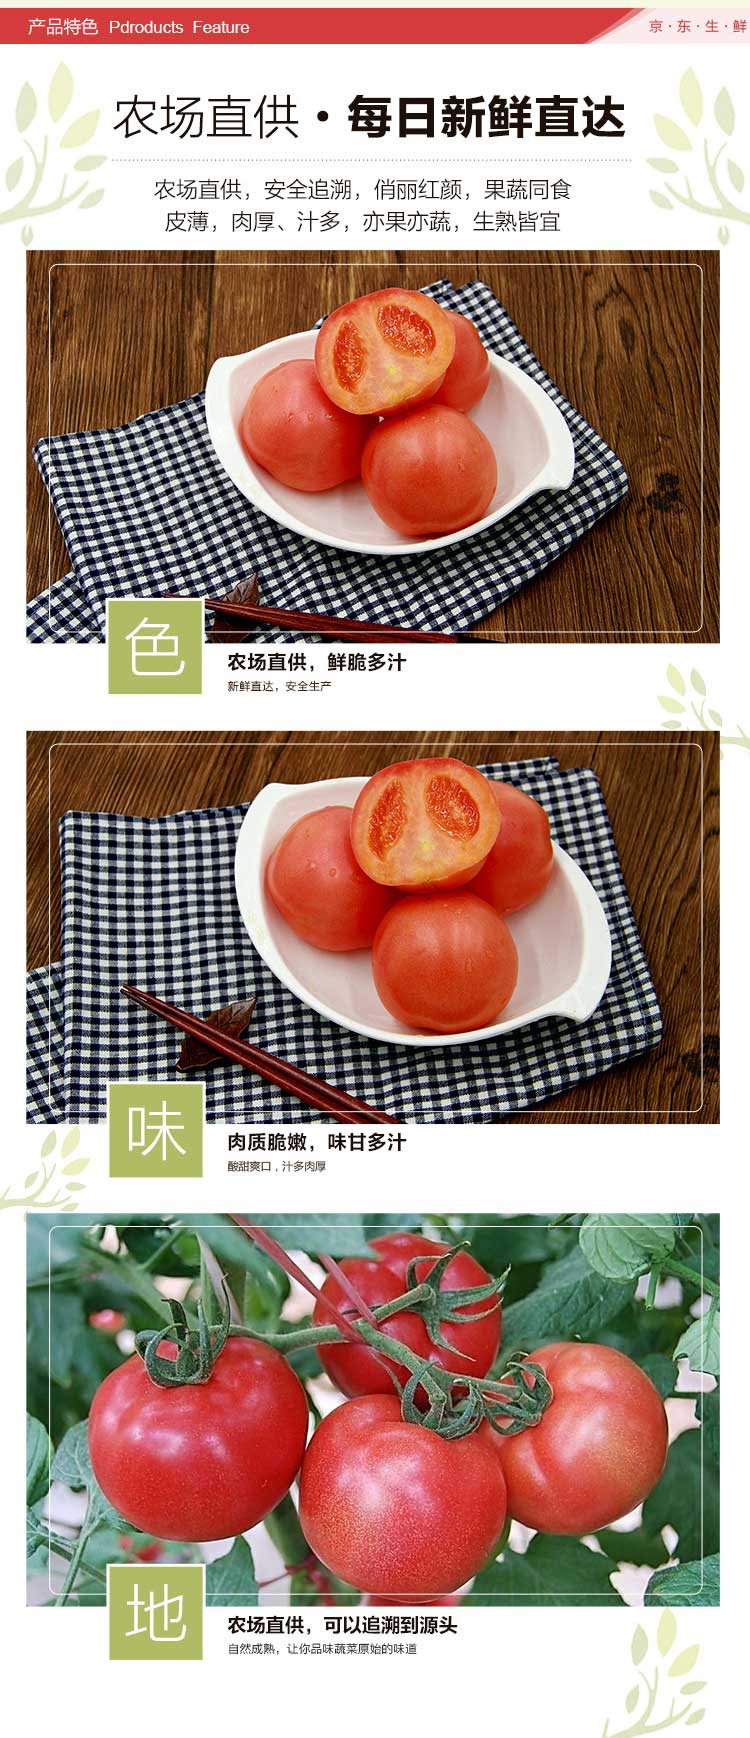 产品特色 Pdroducts Feature
京·东·生·鲜
农场直供·每日新鲜直达
农场直供，安全追溯，俏丽红颜，果蔬同食
皮薄，肉厚、汁多，亦果亦蔬，生熟皆宜
色
农场直供，鲜脆多汁
新鲜直达，安全生产
味
肉质脆嫩，味甘多汁
酸甜爽口，汁多肉厚
地
农场直供，可以追溯到源头
自然成熟，让你品味蔬菜原始的味道